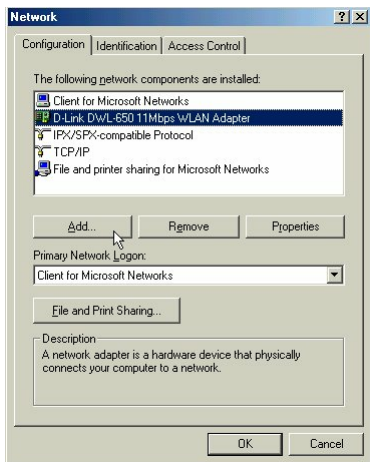 Network
Configuration Identification Access Control
The following network components are installed:
Client for Microsoft Networks
D-Link DWL-650 11Mbps WLAN Adapter
IPX/SPX-compatible Protocol
TCP/IP
File and printer sharing for Microsoft Networks
Add... Remove Properties
Primary Network Logon:
Client for Microsoft Networks
File and Print Sharing...
Description
A network adapter is a hardware device that physically
connects your computer to a network.
OK Cancel